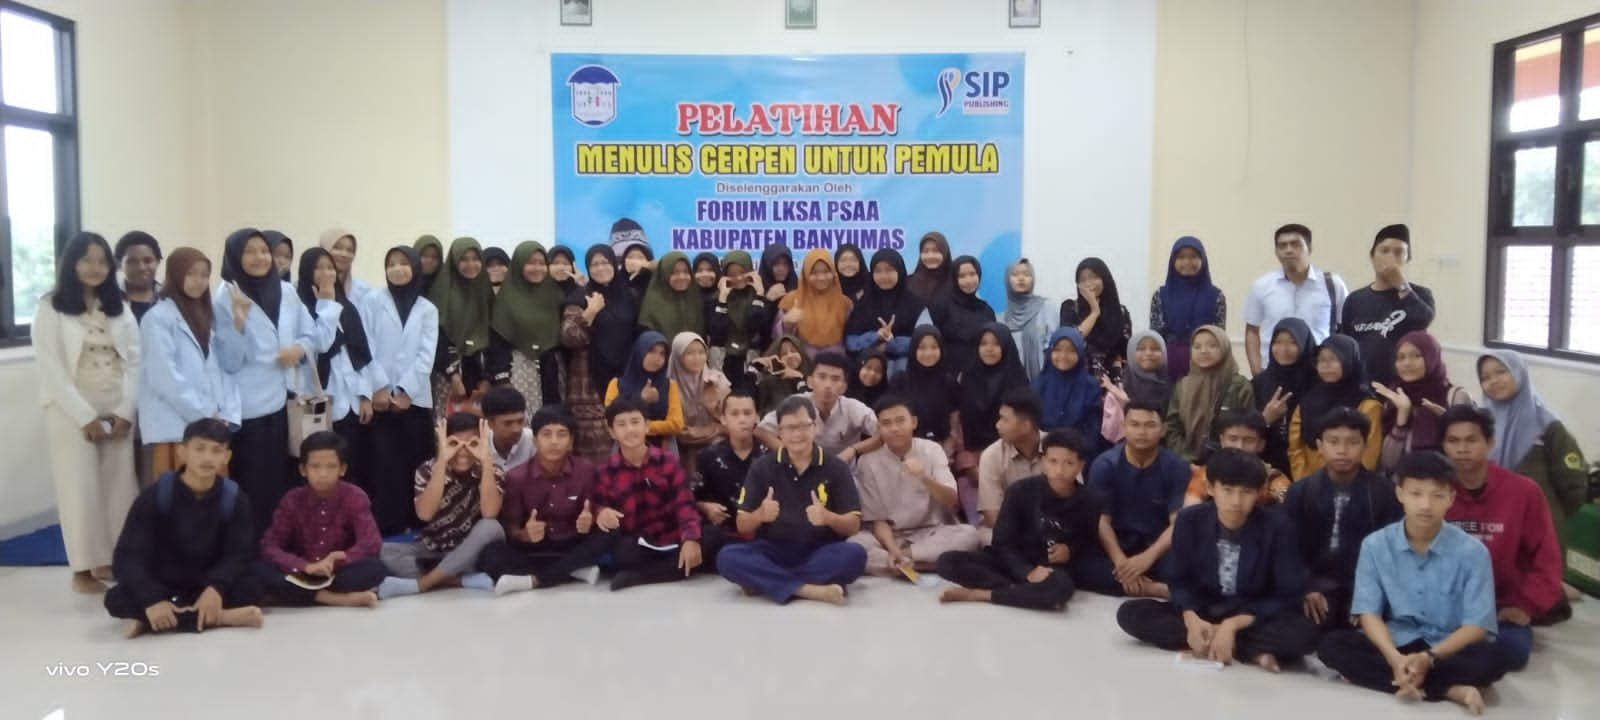 SIP
PUBLISHING
PELATIHAN
MENULIS CERPEN UNTUK PEMULA
Diselenggarakan Oleh
FORUM LKSA PSAA
KABUPATEN BANYUMAS
vivo Y20s